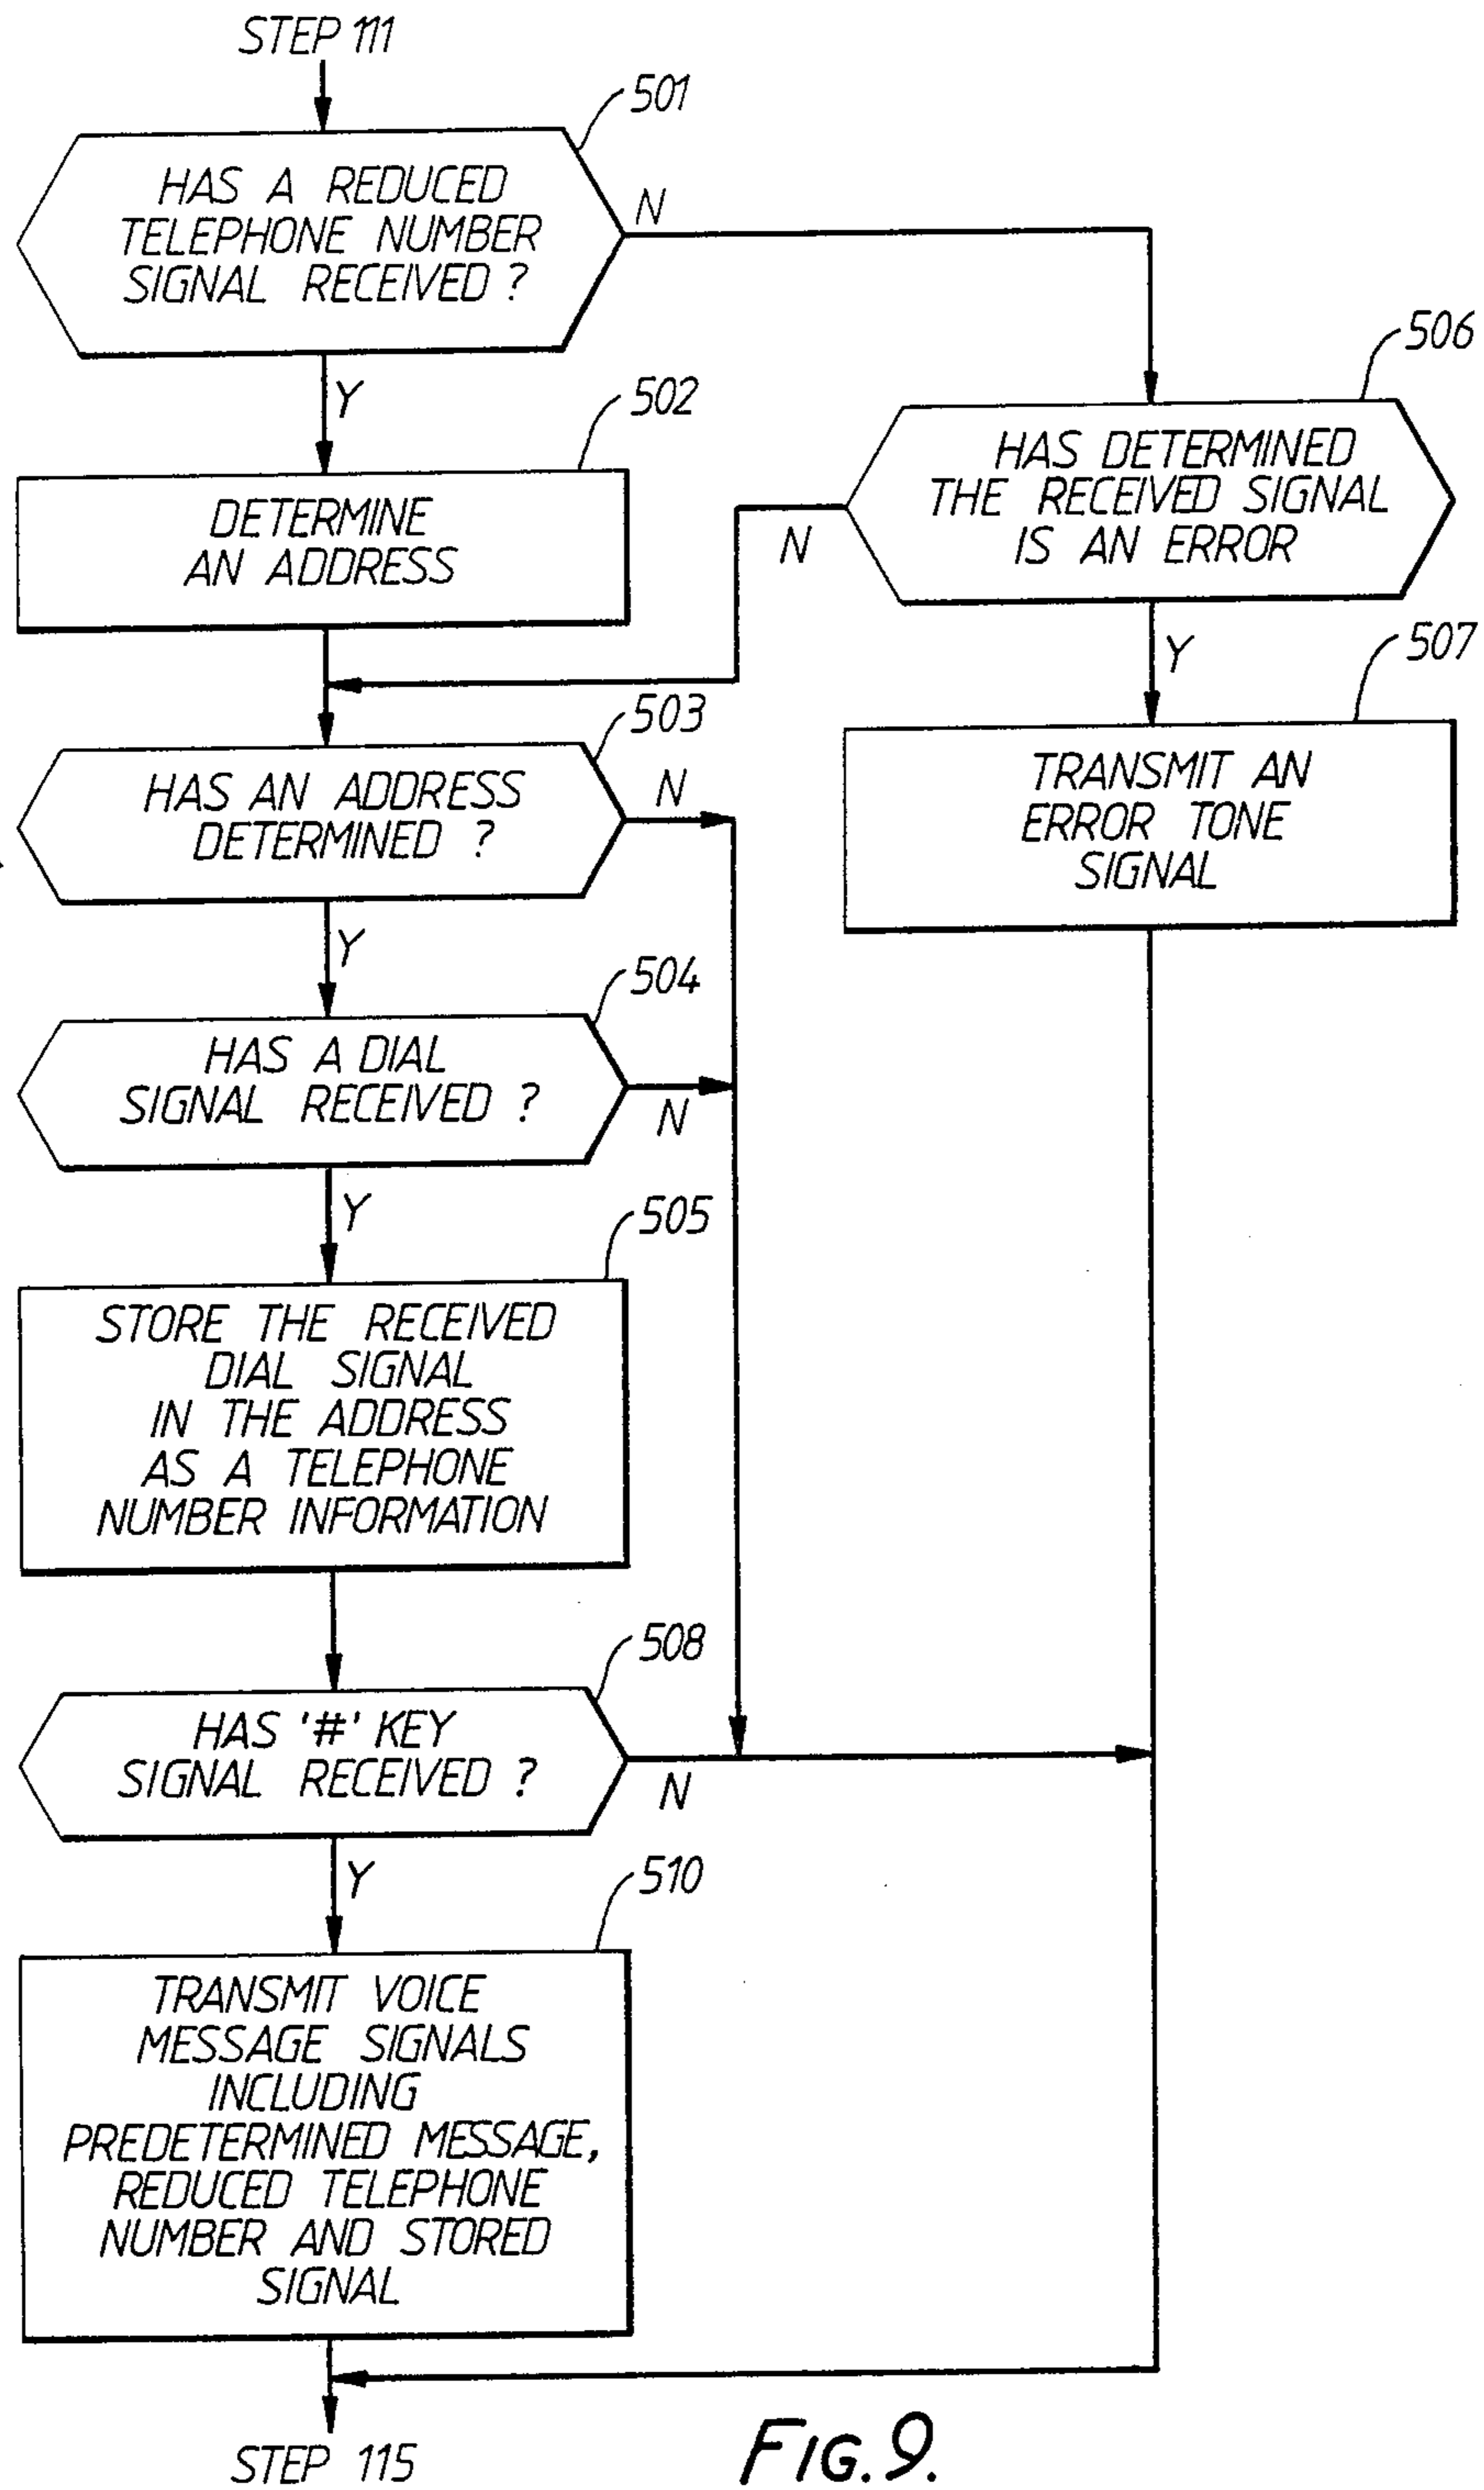 STEP 111
501
HAS A REDUCED
TELEPHONE NUMBER
SIGNAL RECEIVED ?
N
Y
506
HAS DETERMINED
THE RECEIVED SIGNAL
IS AN ERROR
N
Y
502
DETERMINE
AN ADDRESS
507
TRANSMIT AN
ERROR TONE
SIGNAL
503
HAS AN ADDRESS
DETERMINED ?
N
Y
504
HAS A DIAL
SIGNAL RECEIVED ?
N
Y
505
STORE THE RECEIVED
DIAL SIGNAL
IN THE ADDRESS
AS A TELEPHONE
NUMBER INFORMATION
508
HAS '#' KEY
SIGNAL RECEIVED ?
N
Y
510
TRANSMIT VOICE
MESSAGE SIGNALS
INCLUDING
PREDETERMINED MESSAGE,
REDUCED TELEPHONE
NUMBER AND STORED
SIGNAL
STEP 115
FIG. 9.